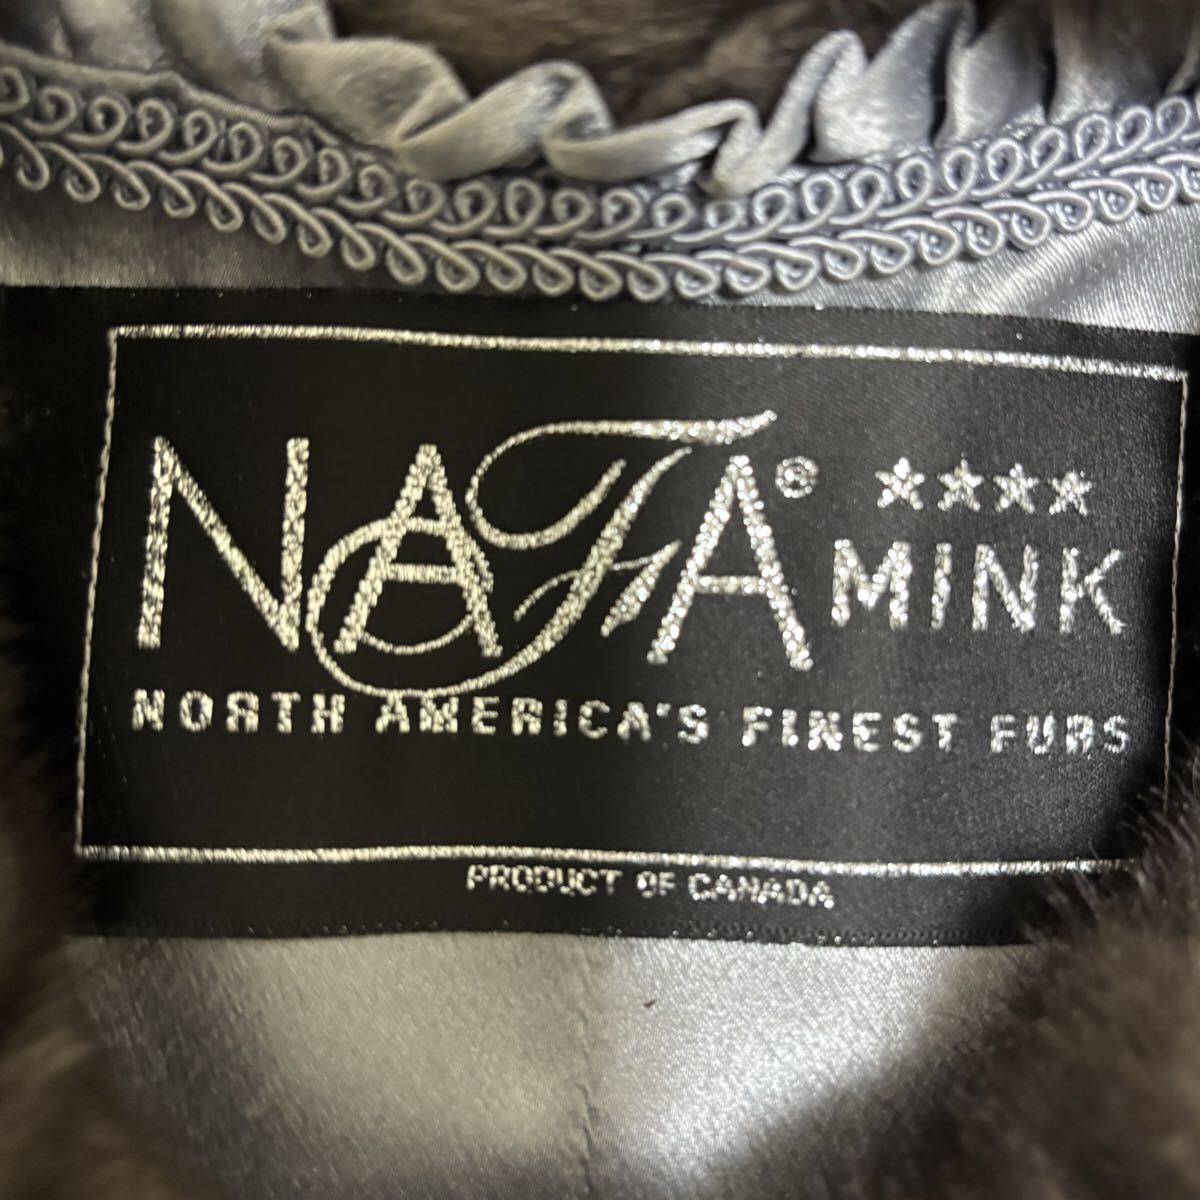 NAFA® ★★★★
MINK
NORTH AMERICA'S FINEST FURS
PRODUCT OF CANADA